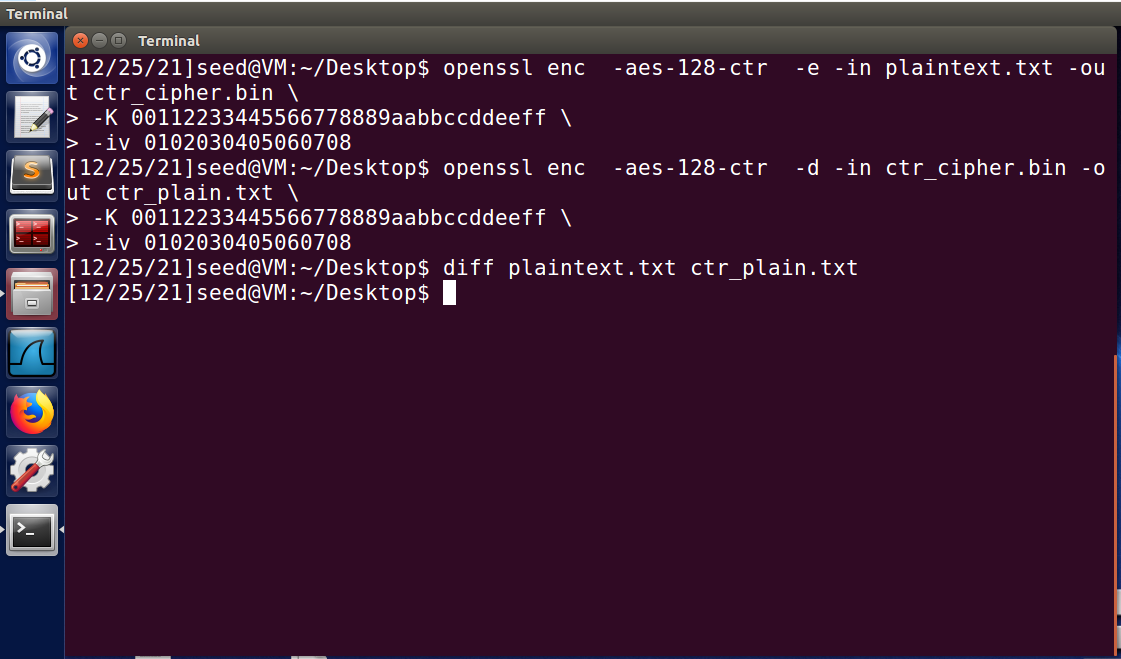 Terminal
Terminal
[12/25/21]seed@VM:~/Desktop$ openssl enc  -aes-128-ctr  -e -in plaintext.txt -ou
t ctr_cipher.bin \
> -K 00112233445566778889aabbccddeeff \
> -iv 0102030405060708
[12/25/21]seed@VM:~/Desktop$ openssl enc  -aes-128-ctr  -d -in ctr_cipher.bin -o
ut ctr_plain.txt \
> -K 00112233445566778889aabbccddeeff \
> -iv 0102030405060708
[12/25/21]seed@VM:~/Desktop$ diff plaintext.txt ctr_plain.txt
[12/25/21]seed@VM:~/Desktop$